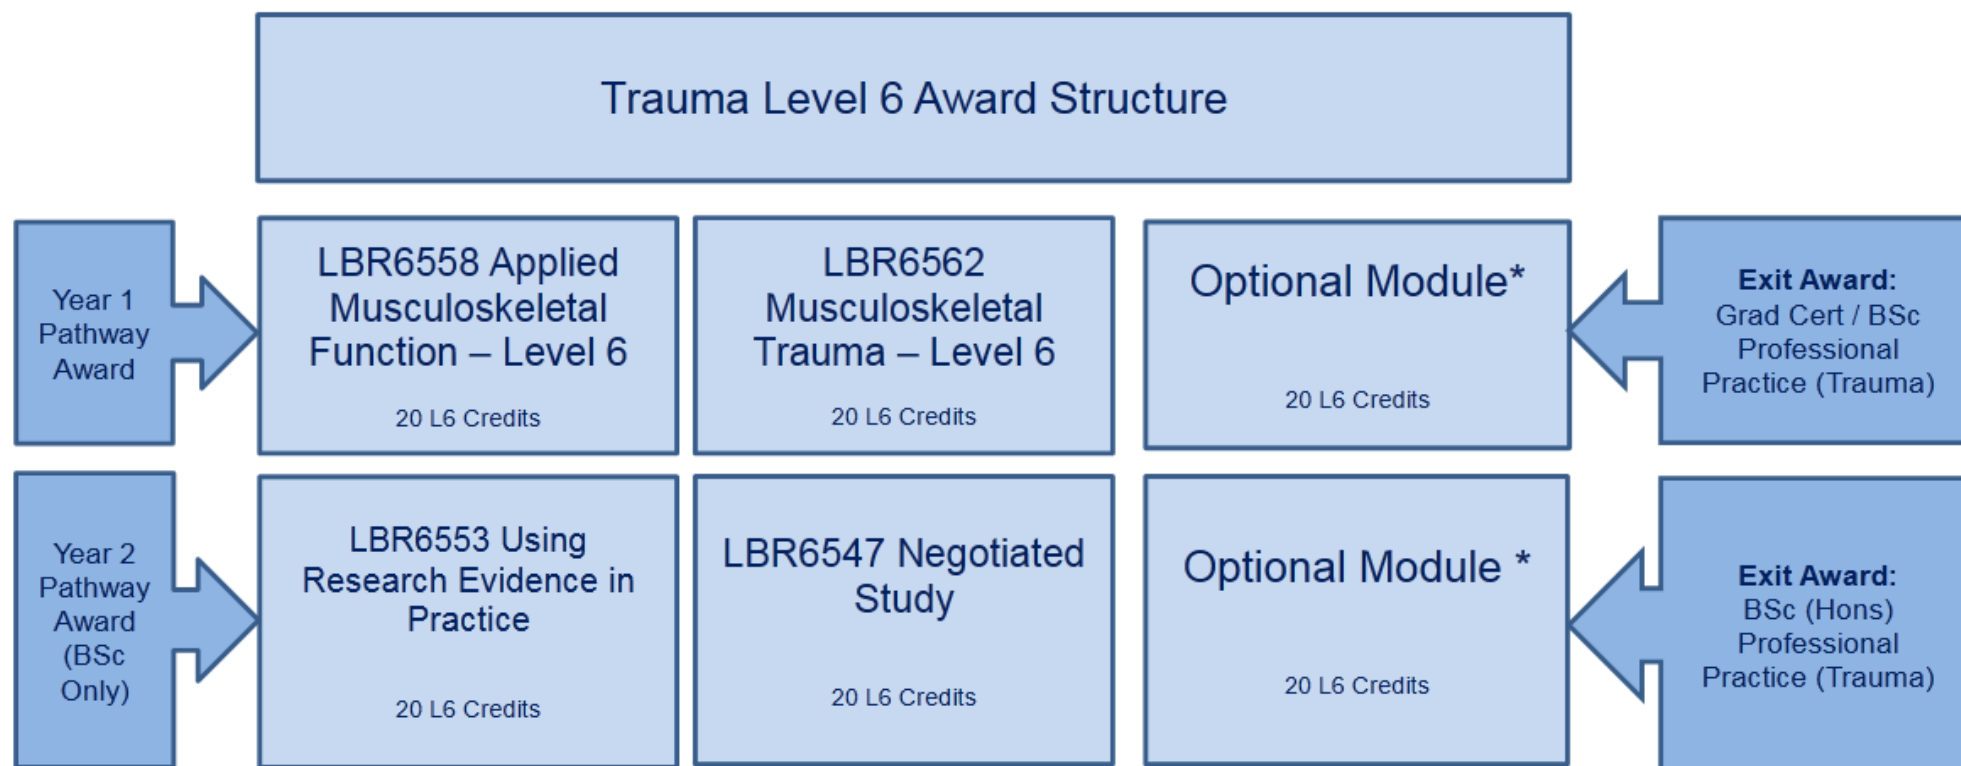 Trauma Level 6 Award Structure
Year 1
Pathway
Award
LBR6558 Applied
Musculoskeletal
Function – Level 6
20 L6 Credits
LBR6562
Musculoskeletal
Trauma – Level 6
20 L6 Credits
Optional Module*
20 L6 Credits
Exit Award:
Grad Cert / BSc
Professional
Practice (Trauma)
Year 2
Pathway
Award
(BSc
Only)
LBR6553 Using
Research Evidence in
Practice
20 L6 Credits
LBR6547 Negotiated
Study
20 L6 Credits
Optional Module *
20 L6 Credits
Exit Award:
BSc (Hons)
Professional
Practice (Trauma)